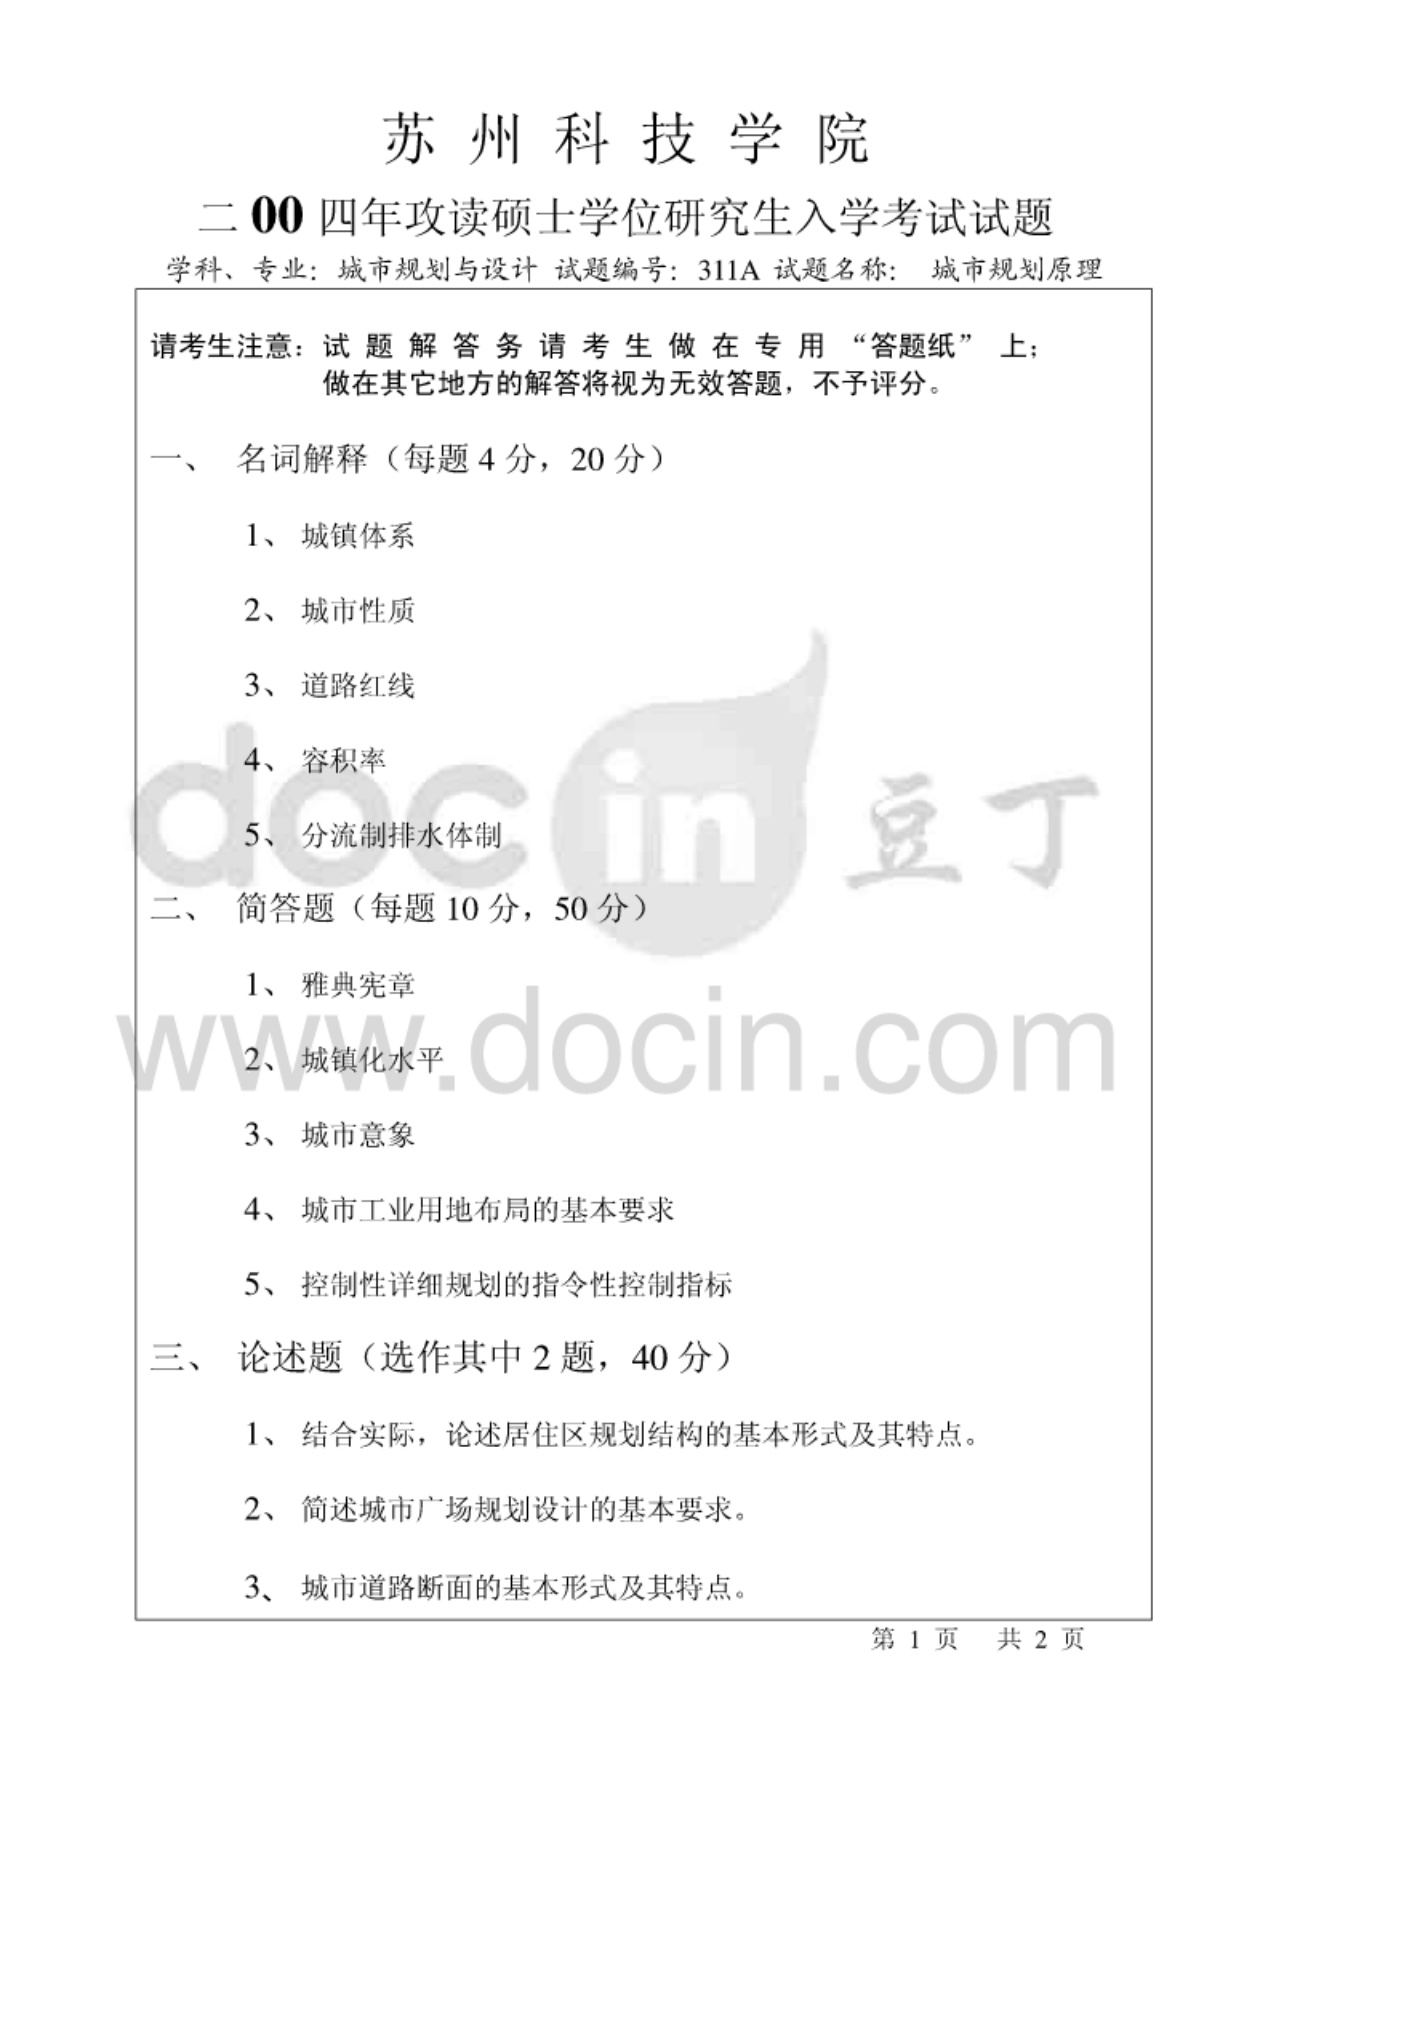 苏州科技学院
二00四年攻读硕士学位研究生入学考试试题
学科、专业：城市规划与设计 试题编号：311A 试题名称： 城市规划原理
请考生注意：试题解答务请考生做在专用“答题纸”上；
做在其它地方的解答将视为无效答题，不予评分。
一、 名词解释（每题4分，20分）
1、 城镇体系
2、 城市性质
3、 道路红线
4、 容积率
5、 分流制排水体制
docin 豆丁
二、 简答题（每题10分，50分）
1、 雅典宪章
www.docin.com
2、 城镇化水平
3、 城市意象
4、 城市工业用地布局的基本要求
5、 控制性详细规划的指令性控制指标
三、 论述题（选作其中2题，40分）
1、 结合实际，论述居住区规划结构的基本形式及其特点。
2、 简述城市广场规划设计的基本要求。
3、 城市道路断面的基本形式及其特点。
第 1 页 共 2 页